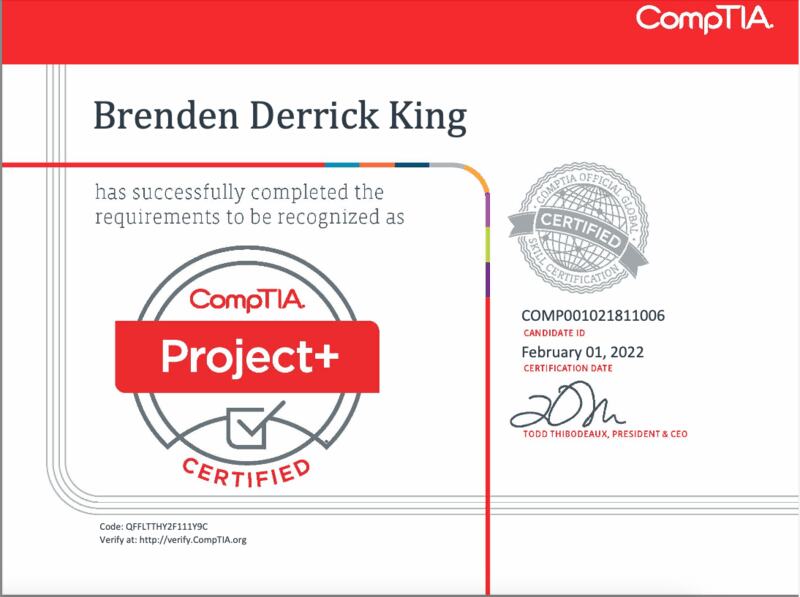 CompTIA.
Brenden Derrick King
has successfully completed the
requirements to be recognized as
CompTIA.
Project+
CERTIFIED
COMPTIA OFFICIAL GLOBAL
CERTIFIED
SKILL CERTIFICATION
COMP001021811006
CANDIDATE ID
February 01, 2022
CERTIFICATION DATE
TODD THIBODEAUX, PRESIDENT & CEO
Code: QFFLTTHY2F111Y9C
Verify at: http://verify.CompTIA.org